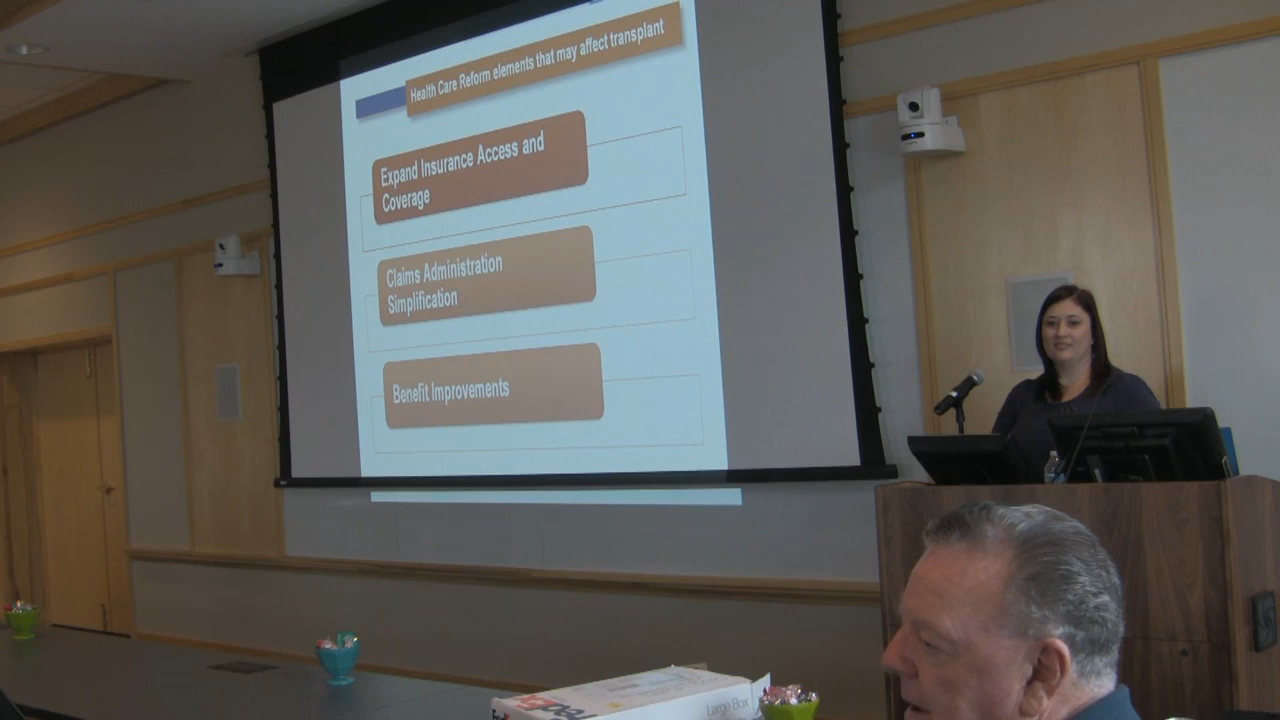 Health Care Reform elements that may affect transplant
Expand Insurance Access and
Coverage
Claims Administration
Simplification
Benefit Improvements
Large Box